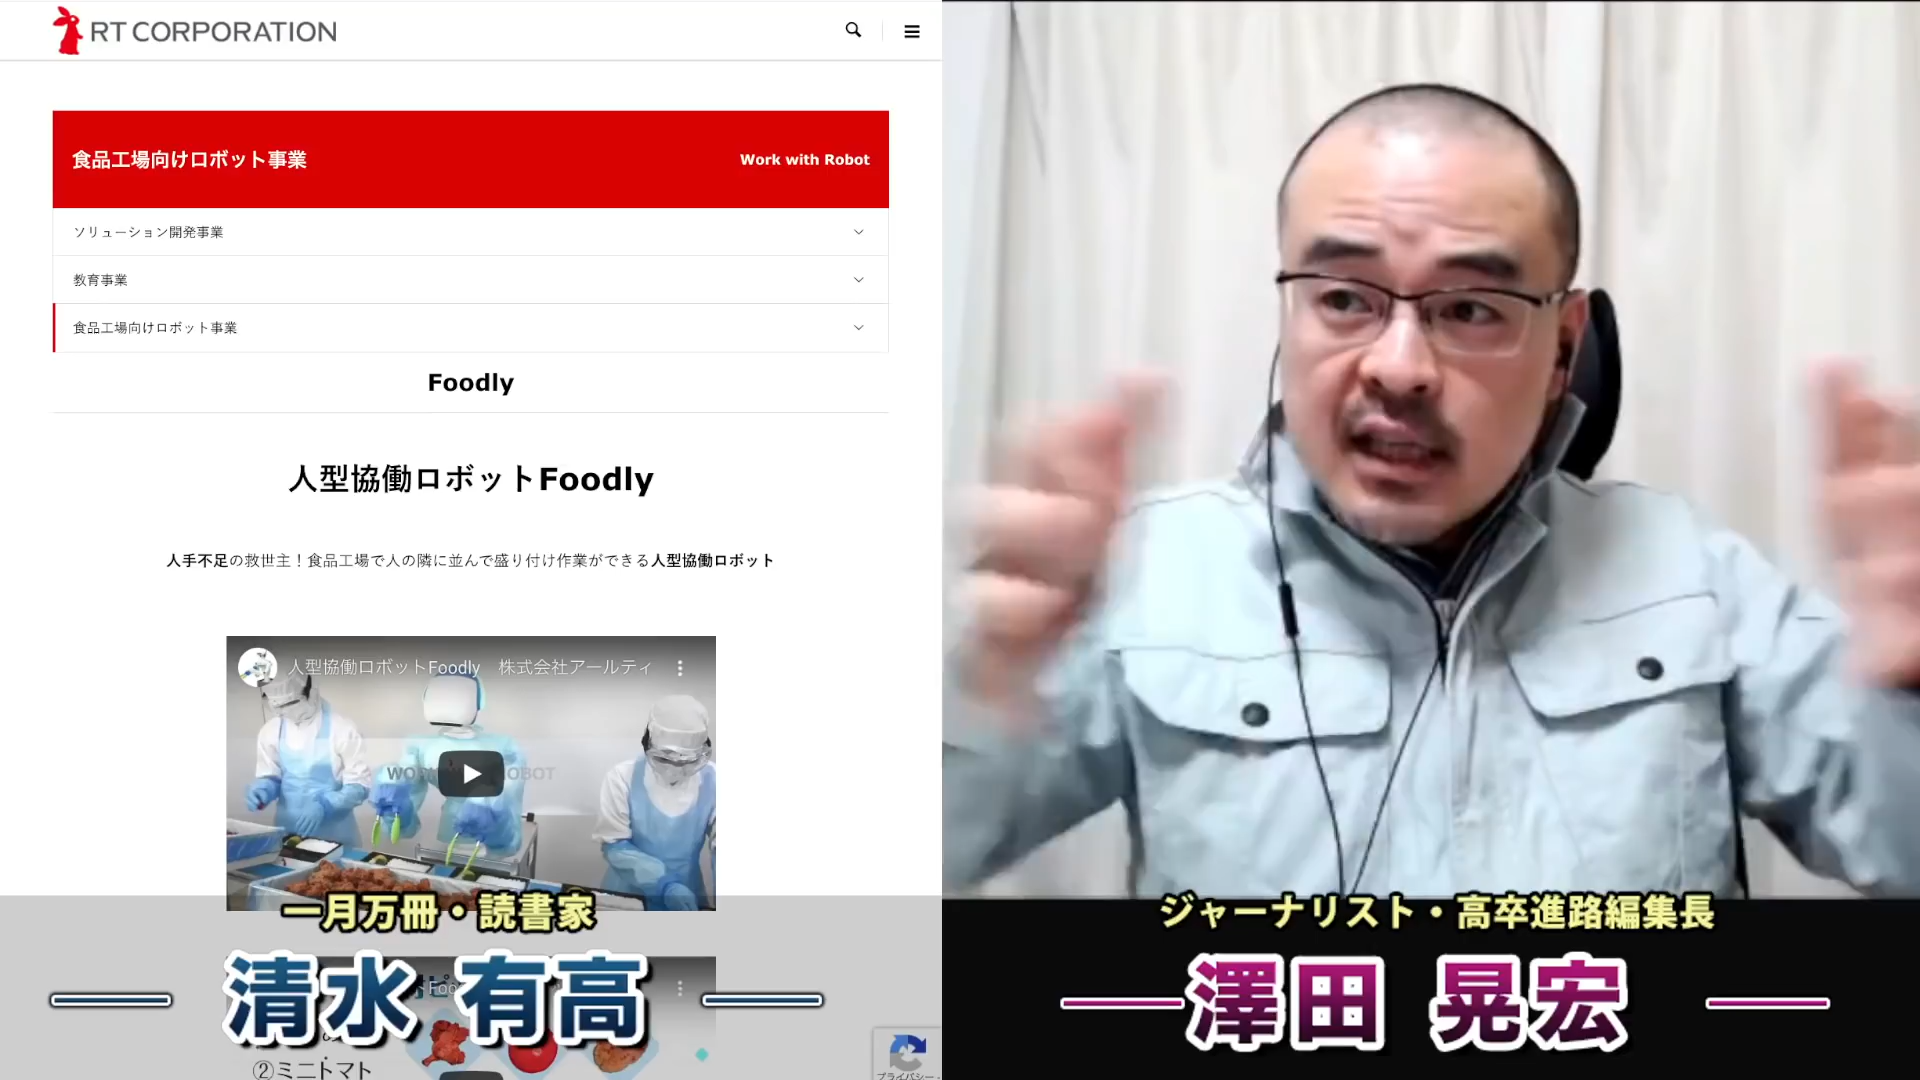 RT CORPORATION
食品工場向けロボット事業
Work with Robot
ソリューション開発事業
教育事業
食品工場向けロボット事業
Foodly
人型協働ロボットFoodly
人手不足の救世主！食品工場で人の隣に並んで盛り付け作業ができる人型協働ロボット
人型協働ロボットFoodly 株式会社アールティ
一月万冊・読書家
清水 有高
②ミニトマト
プライバシー -
ジャーナリスト・高卒進路編集長
澤田 晃宏